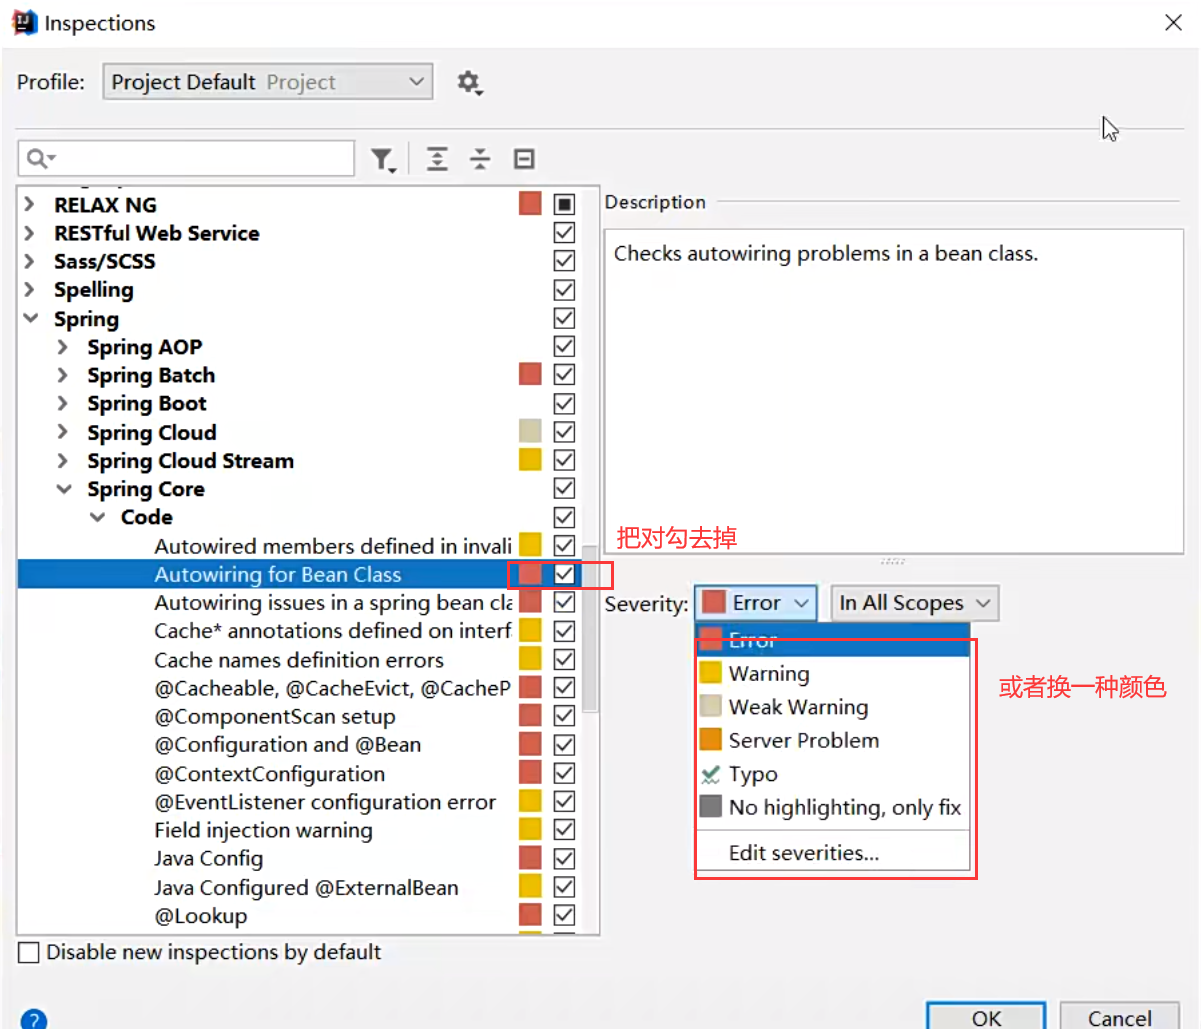 Inspections
Profile:
Project Default Project
RELAX NG
RESTful Web Service
Sass/SCSS
Spelling
Spring
Spring AOP
Spring Batch
Spring Boot
Spring Cloud
Spring Cloud Stream
Spring Core
Code
Autowired members defined in invali
Autowiring for Bean Class
Autowiring issues in a spring bean cla
Cache* annotations defined on interf
Cache names definition errors
@Cacheable, @CacheEvict, @CacheP
@ComponentScan setup
@Configuration and @Bean
@ContextConfiguration
@EventListener configuration error
Field injection warning
Java Config
Java Configured @ExternalBean
@Lookup
Disable new inspections by default
Description
Checks autowiring problems in a bean class.
把对勾去掉
Severity:
Error
In All Scopes
Error
Warning
Weak Warning
Server Problem
Typo
No highlighting, only fix
Edit severities...
或者换一种颜色
?
OK
Cancel